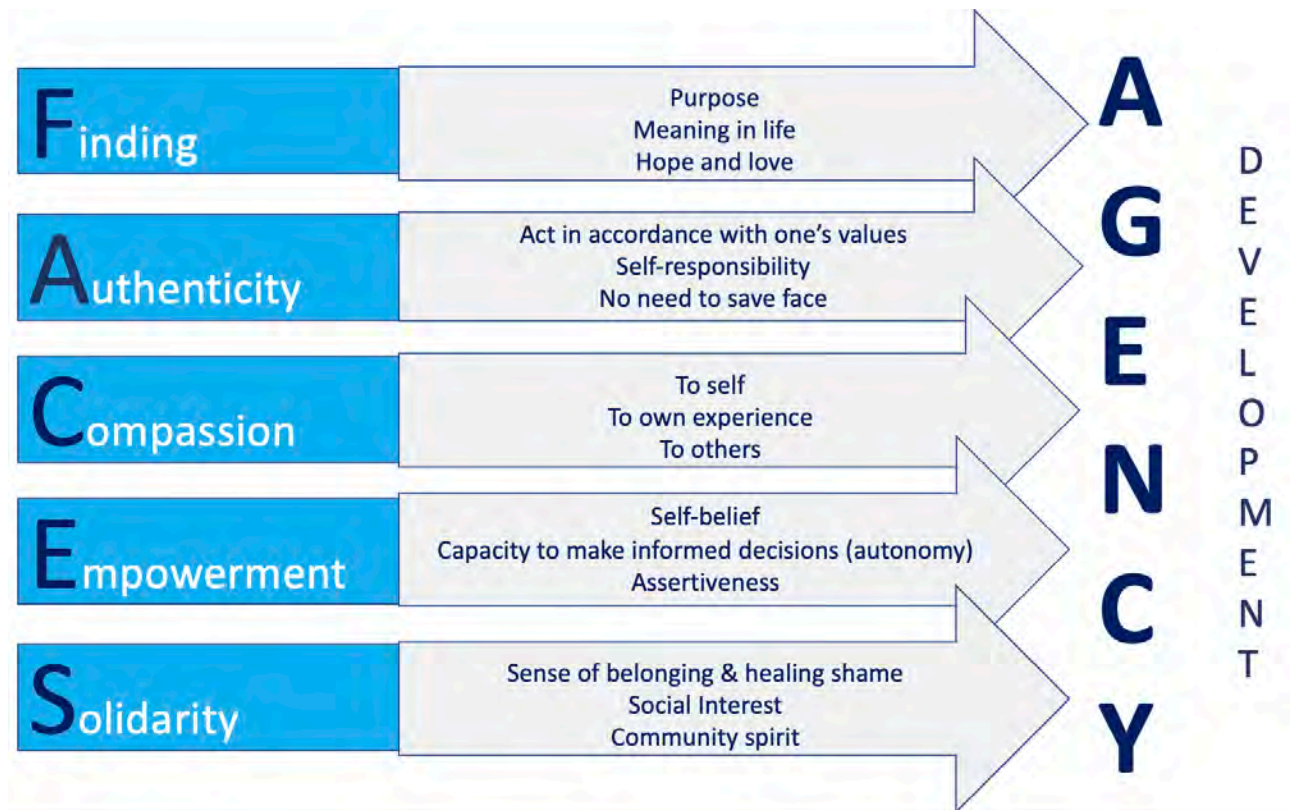 Finding
Purpose
Meaning in life
Hope and love
Authenticity
Act in accordance with one's values
Self-responsibility
No need to save face
Compassion
To self
To own experience
To others
Empowerment
Self-belief
Capacity to make informed decisions (autonomy)
Assertiveness
Solidarity
Sense of belonging & healing shame
Social Interest
Community spirit
AGENCY
DEVELOPMENT